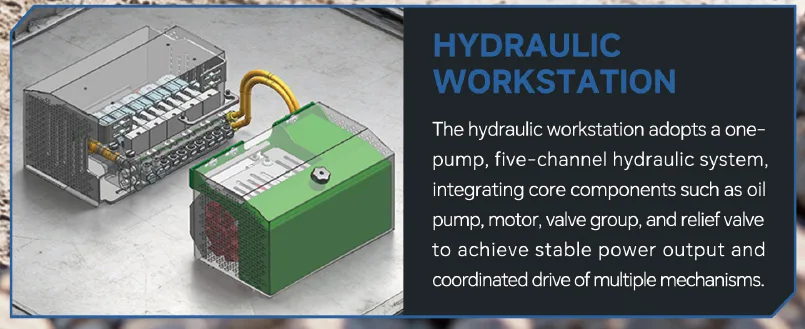 HYDRAULIC
WORKSTATION
The hydraulic workstation adopts a one-
pump, five-channel hydraulic system,
integrating core components such as oil
pump, motor, valve group, and relief valve
to achieve stable power output and
coordinated drive of multiple mechanisms.